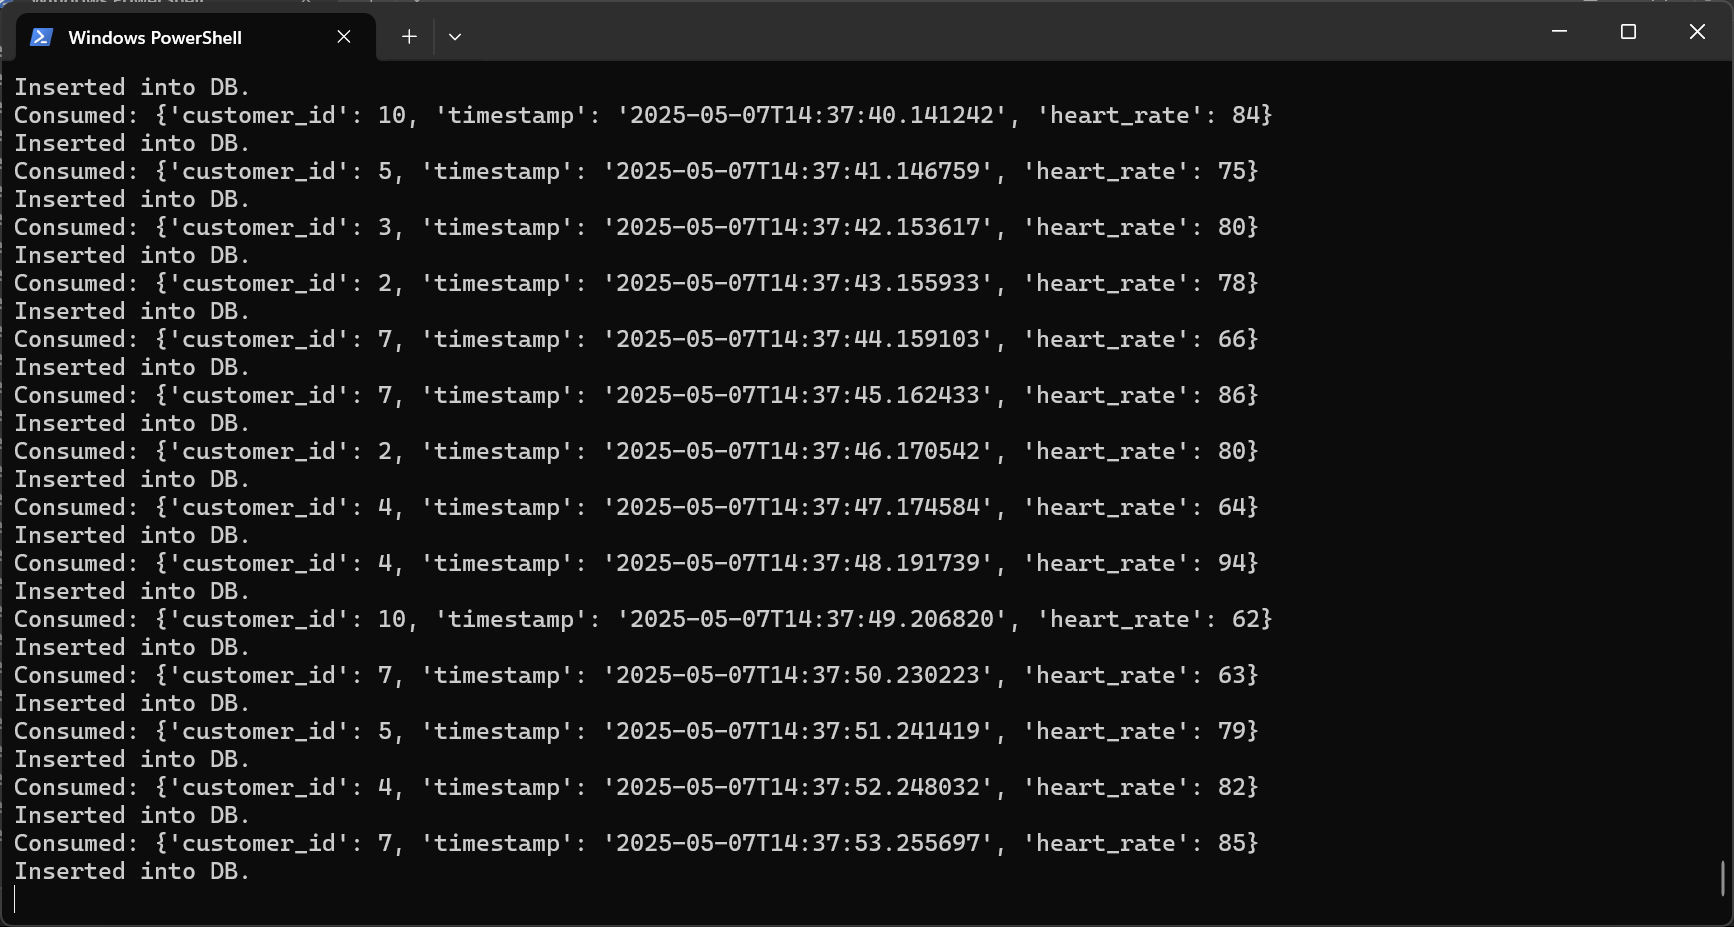 Windows PowerShell
Inserted into DB.
Consumed: {'customer_id': 10, 'timestamp': '2025-05-07T14:37:40.141242', 'heart_rate': 84}
Inserted into DB.
Consumed: {'customer_id': 5, 'timestamp': '2025-05-07T14:37:41.146759', 'heart_rate': 75}
Inserted into DB.
Consumed: {'customer_id': 3, 'timestamp': '2025-05-07T14:37:42.153617', 'heart_rate': 80}
Inserted into DB.
Consumed: {'customer_id': 2, 'timestamp': '2025-05-07T14:37:43.155933', 'heart_rate': 78}
Inserted into DB.
Consumed: {'customer_id': 7, 'timestamp': '2025-05-07T14:37:44.159103', 'heart_rate': 66}
Inserted into DB.
Consumed: {'customer_id': 7, 'timestamp': '2025-05-07T14:37:45.162433', 'heart_rate': 86}
Inserted into DB.
Consumed: {'customer_id': 2, 'timestamp': '2025-05-07T14:37:46.170542', 'heart_rate': 80}
Inserted into DB.
Consumed: {'customer_id': 4, 'timestamp': '2025-05-07T14:37:47.174584', 'heart_rate': 64}
Inserted into DB.
Consumed: {'customer_id': 4, 'timestamp': '2025-05-07T14:37:48.191739', 'heart_rate': 94}
Inserted into DB.
Consumed: {'customer_id': 10, 'timestamp': '2025-05-07T14:37:49.206820', 'heart_rate': 62}
Inserted into DB.
Consumed: {'customer_id': 7, 'timestamp': '2025-05-07T14:37:50.230223', 'heart_rate': 63}
Inserted into DB.
Consumed: {'customer_id': 5, 'timestamp': '2025-05-07T14:37:51.241419', 'heart_rate': 79}
Inserted into DB.
Consumed: {'customer_id': 4, 'timestamp': '2025-05-07T14:37:52.248032', 'heart_rate': 82}
Inserted into DB.
Consumed: {'customer_id': 7, 'timestamp': '2025-05-07T14:37:53.255697', 'heart_rate': 85}
Inserted into DB.